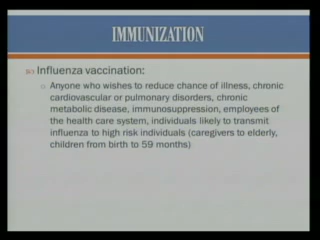 IMMUNIZATION
Influenza vaccination:
Anyone who wishes to reduce chance of illness, chronic
cardiovascular or pulmonary disorders, chronic
metabolic disease, immunosuppression, employees of
the health care system, individuals likely to transmit
influenza to high risk individuals (caregivers to elderly,
children from birth to 59 months)